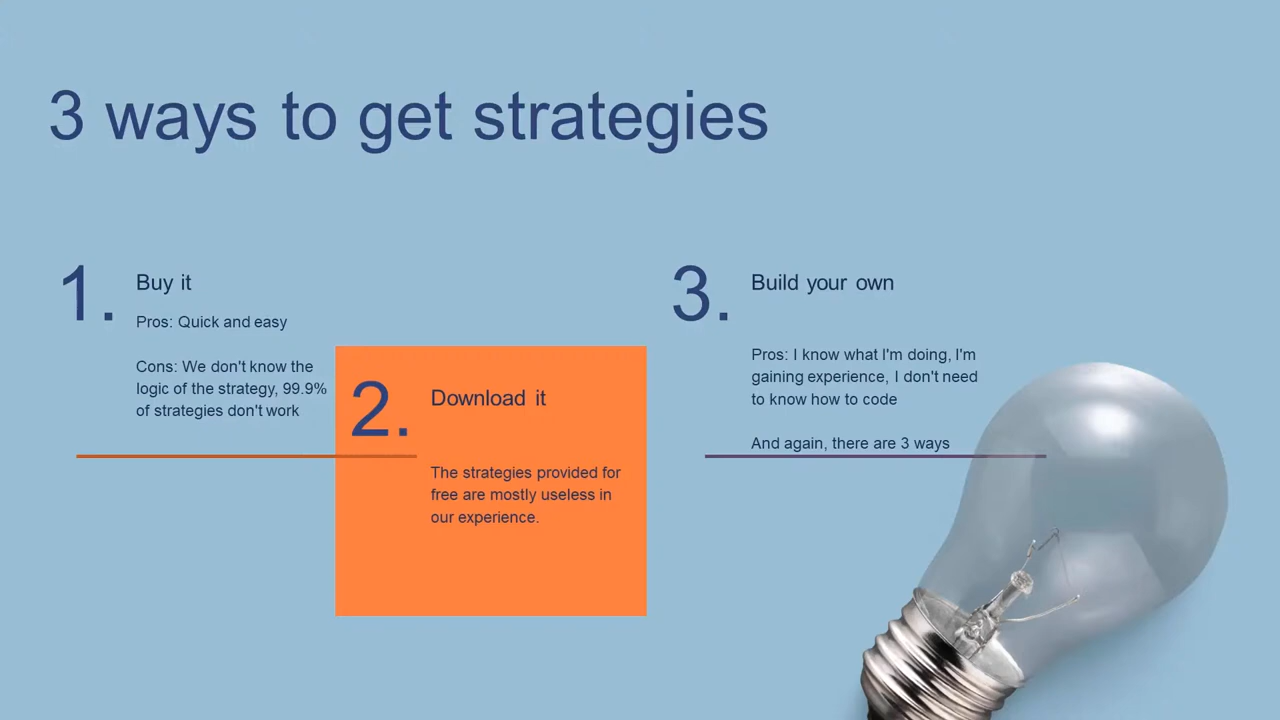 3 ways to get strategies
1.
Buy it
Pros: Quick and easy
Cons: We don't know the
logic of the strategy, 99.9%
of strategies don't work
2.
Download it
The strategies provided for
free are mostly useless in
our experience.
3.
Build your own
Pros: I know what I'm doing, I'm
gaining experience, I don't need
to know how to code
And again, there are 3 ways